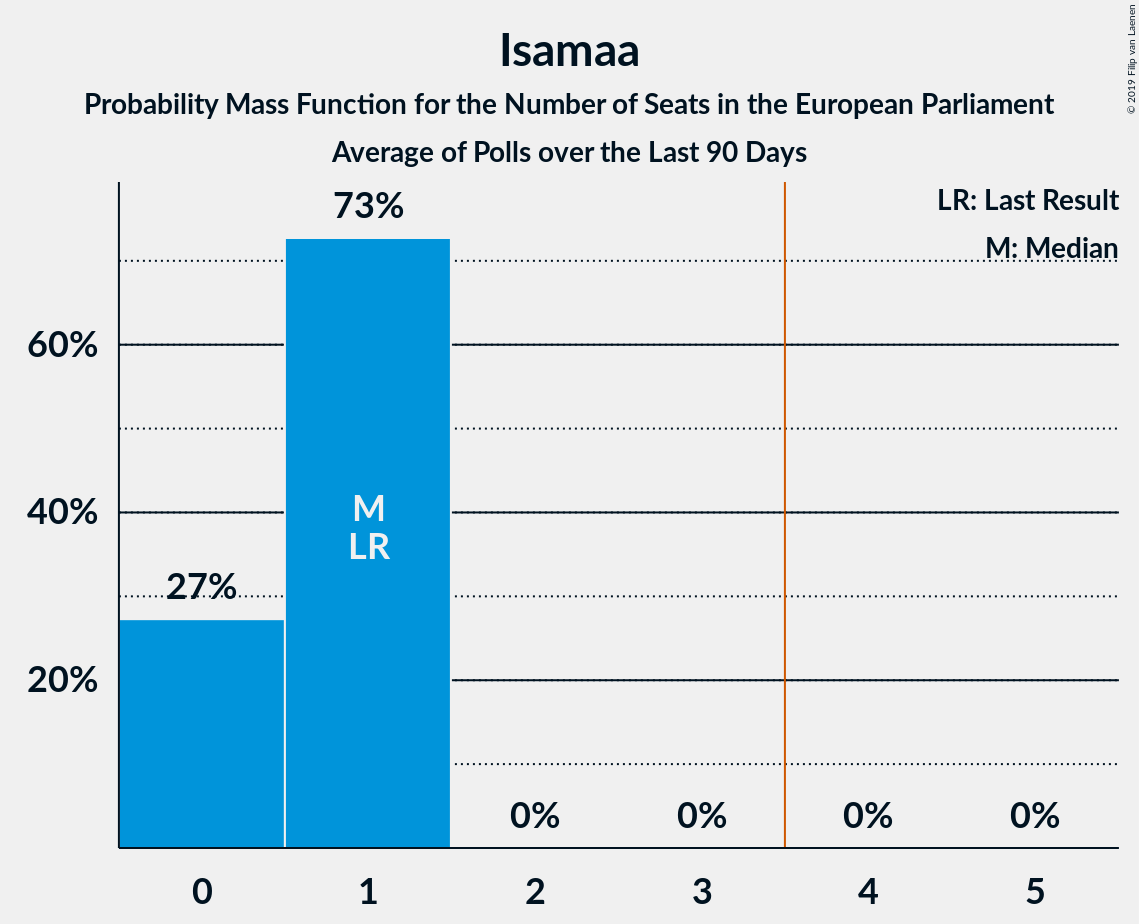 Isamaa
Probability Mass Function for the Number of Seats in the European Parliament
Average of Polls over the Last 90 Days
© 2019 Filip van Laenen
LR: Last Result
M: Median
73%
60%
40%
M
LR
27%
20%
0%
0%
0%
0%
0
1
2
3
4
5